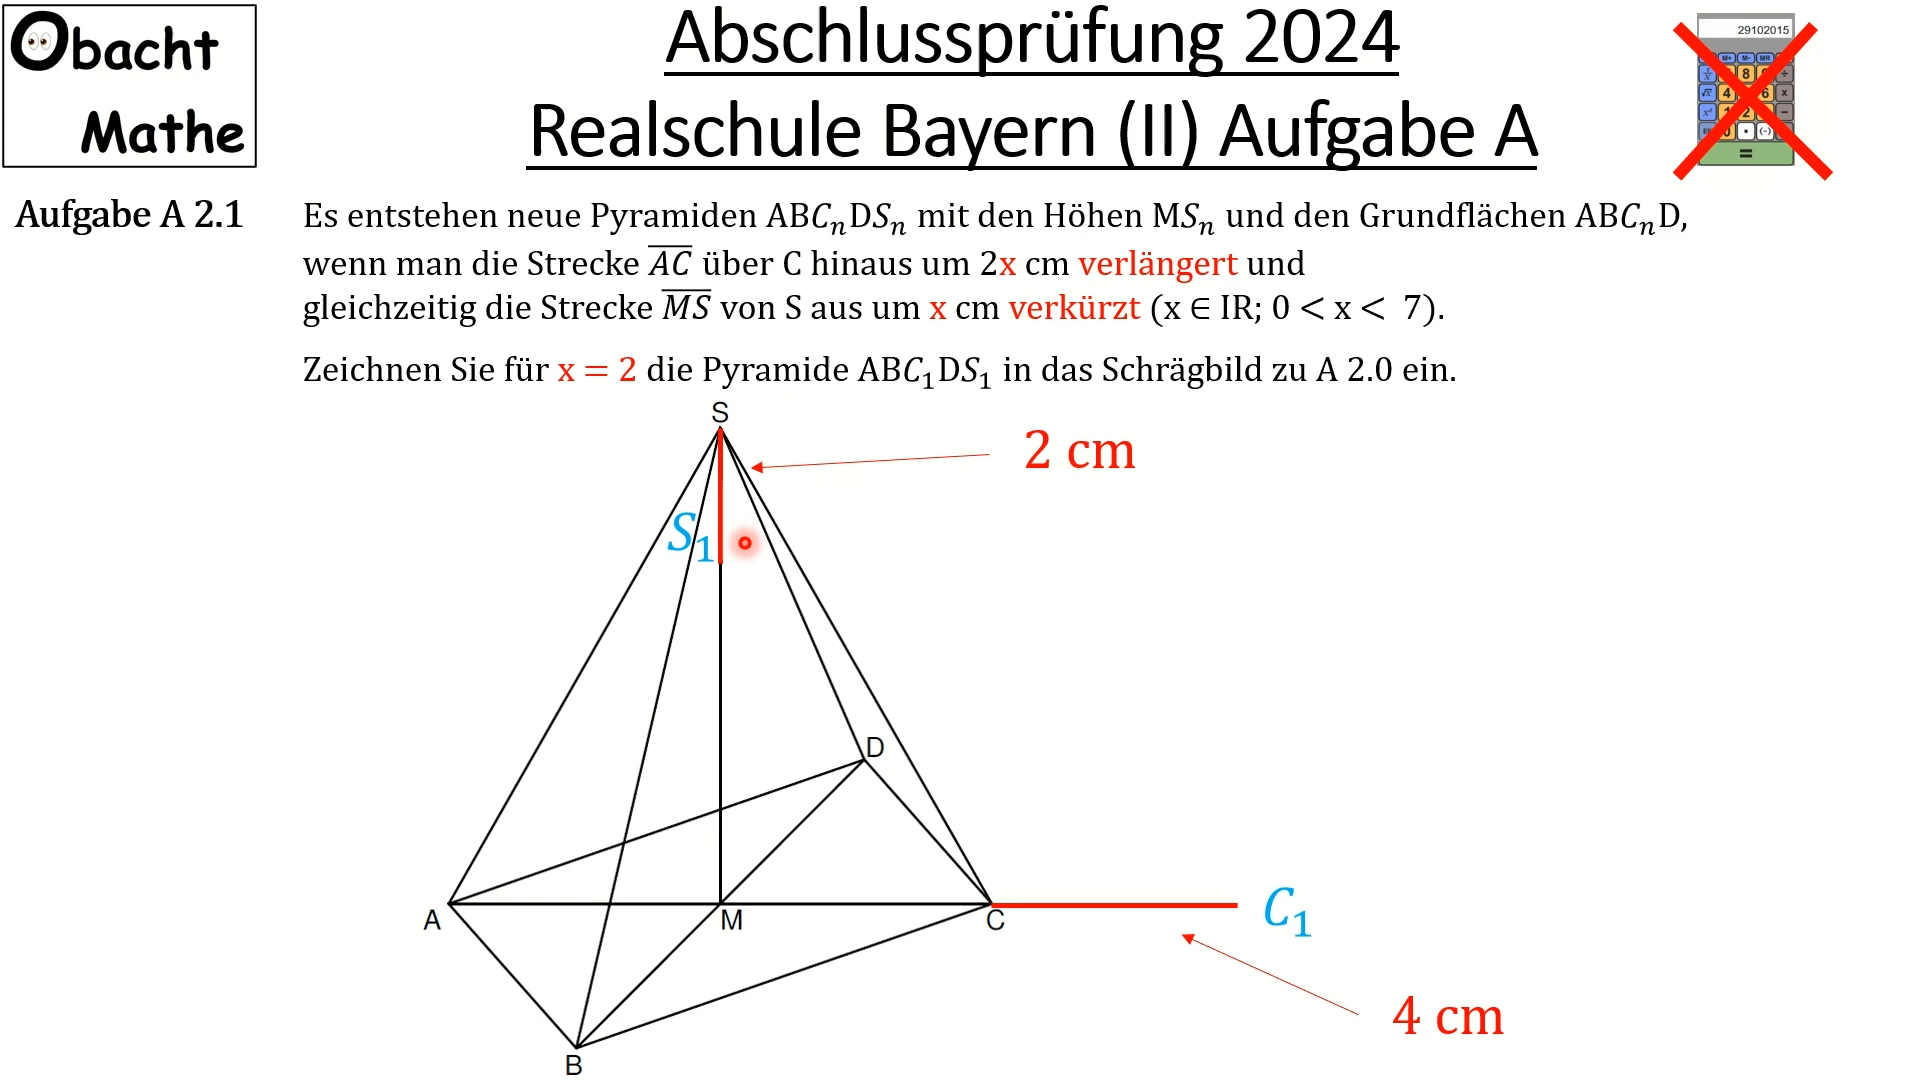 Obacht
Mathe
Abschlussprüfung 2024
Realschule Bayern (II) Aufgabe A
29102015
Aufgabe A 2.1
Es entstehen neue Pyramiden ABCₙDSₙ mit den Höhen MSₙ und den Grundflächen ABCₙD,
wenn man die Strecke A̅C̅ über C hinaus um 2x cm verlängert und
gleichzeitig die Strecke M̅S̅ von S aus um x cm verkürzt (x ∈ IR; 0 < x < 7).
Zeichnen Sie für x = 2 die Pyramide ABC₁DS₁ in das Schrägbild zu A 2.0 ein.
S
2 cm
S₁
D
A
M
C
C₁
4 cm
B